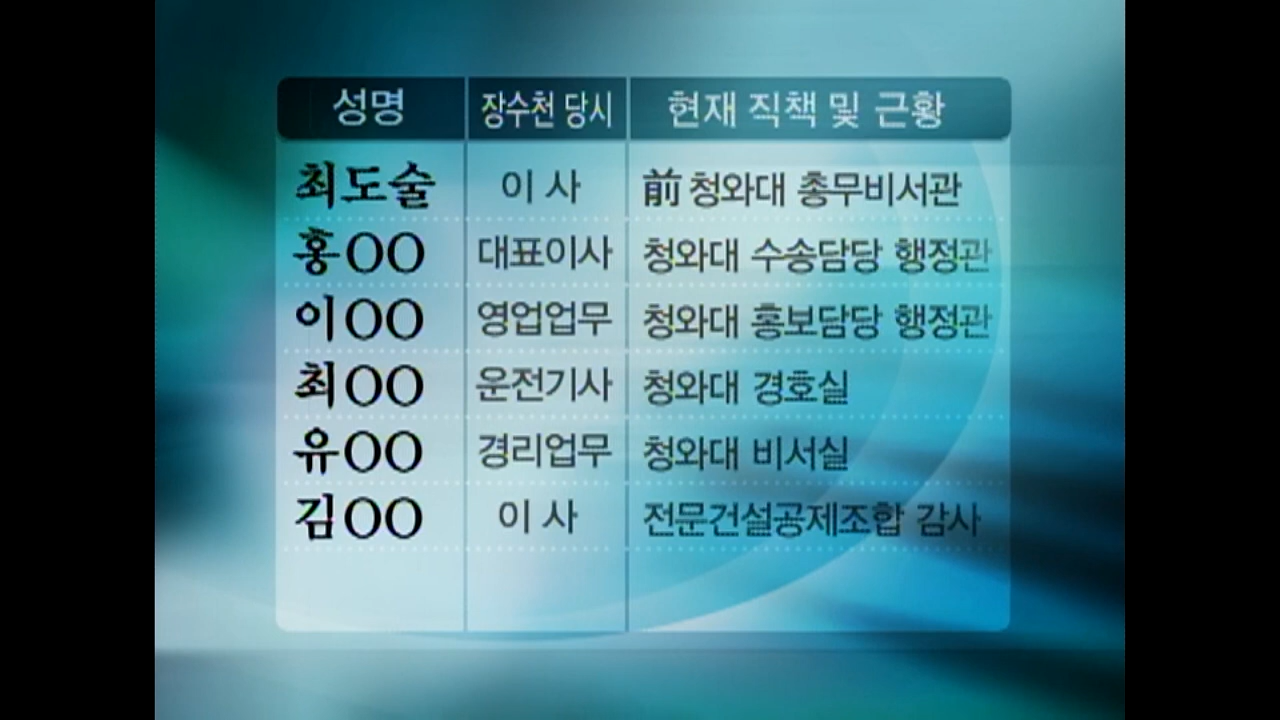 성명 장수천 당시 현재 직책 및 근황
최도술 이 사 前 청와대 총무비서관
홍OO 대표이사 청와대 수송담당 행정관
이OO 영업업무 청와대 홍보담당 행정관
최OO 운전기사 청와대 경호실
유OO 경리업무 청와대 비서실
김OO 이 사 전문건설공제조합 감사